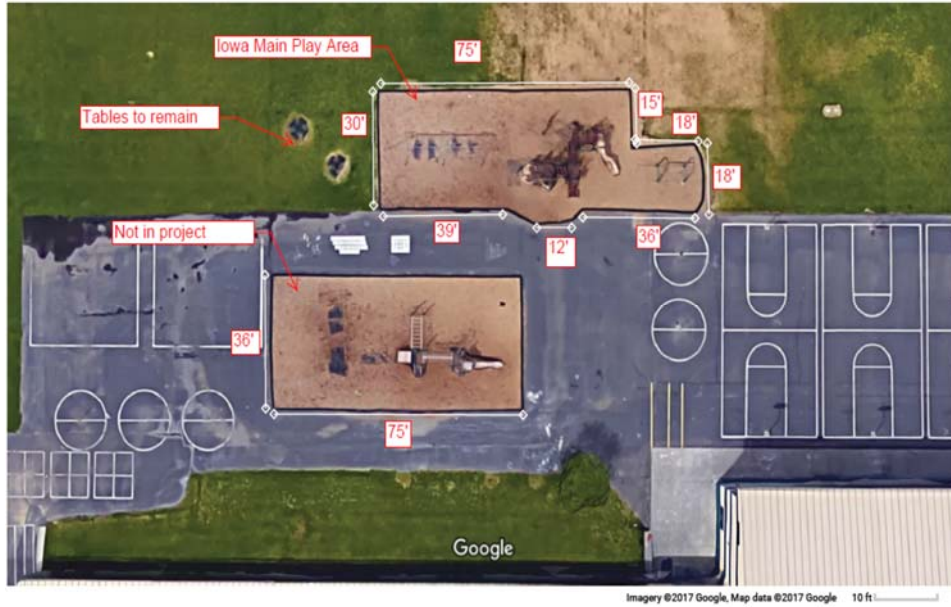 Iowa Main Play Area
75'
15'
18'
Tables to remain
30'
18'
Not in project
39'
12'
36'
36'
75'
Google
Imagery ©2017 Google, Map data ©2017 Google
10 ft